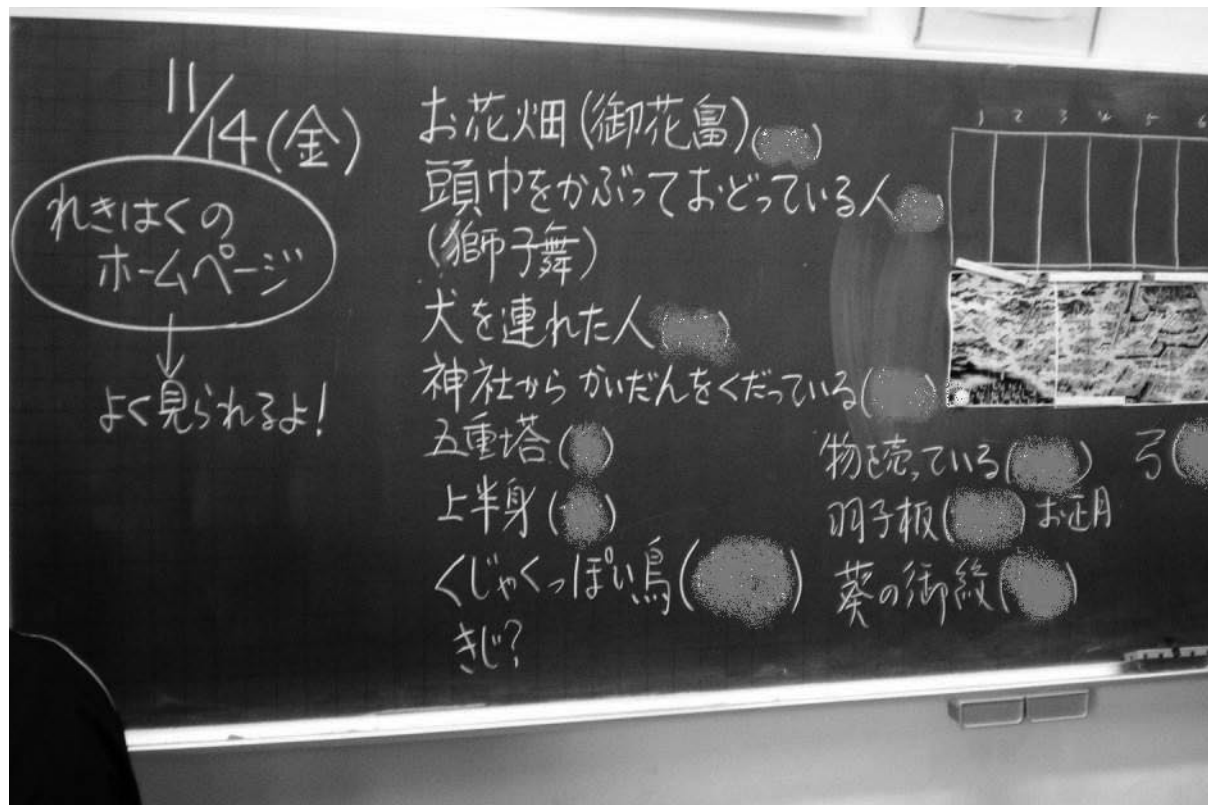 11/14(金)
れきはくの
ホームページ
よく見られるよ!
お花畑(御花畠)( )
頭巾をかぶっておどっている人
(獅子舞)
犬を連れた人
神社からかいだんをくだっている( )
五重塔( )
上半身( )
くじゃくっぽい鳥( )
きじ?
1 2 3 4 5 6
物を売っている( ) 弓(
羽子板( ) お正月
葵の御紋( )